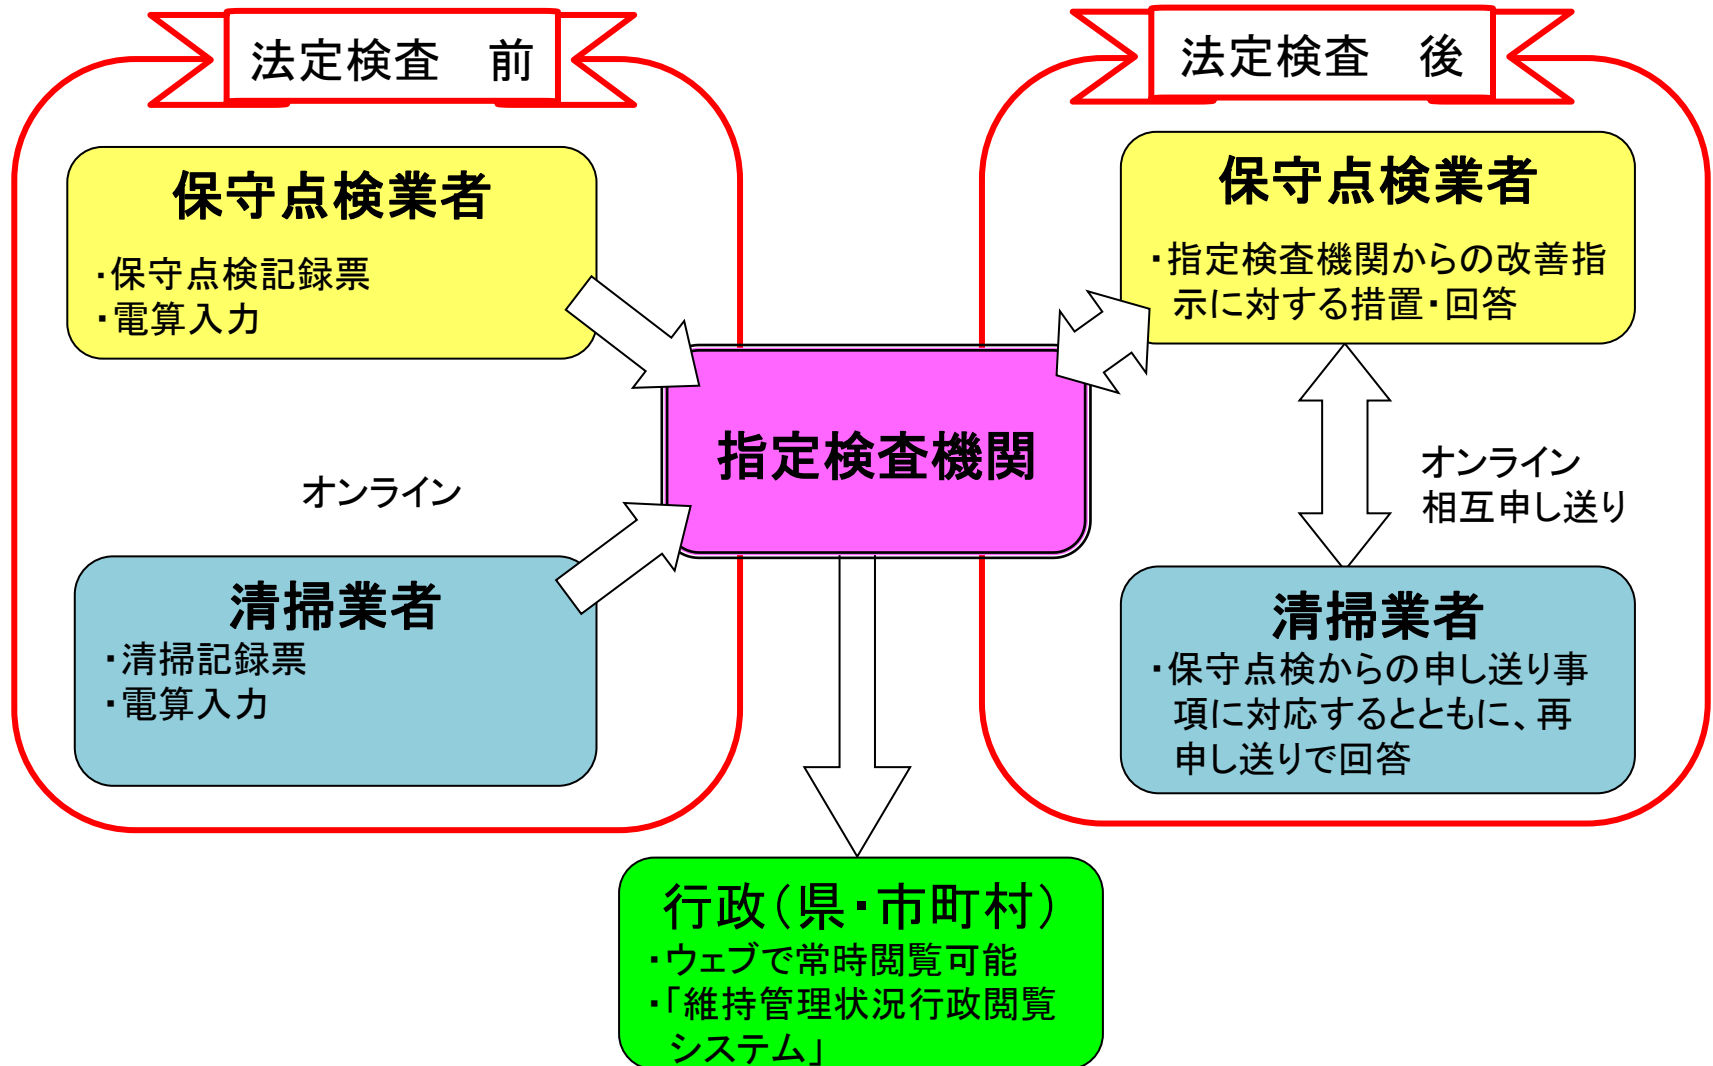 法定検査　前
保守点検業者
・保守点検記録票
・電算入力
オンライン
清掃業者
・清掃記録票
・電算入力
指定検査機関
法定検査　後
保守点検業者
・指定検査機関からの改善指
示に対する措置・回答
オンライン
相互申し送り
清掃業者
・保守点検からの申し送り事
項に対応するとともに、再
申し送りで回答
行政（県・市町村）
・ウェブで常時閲覧可能
・「維持管理状況行政閲覧
システム」